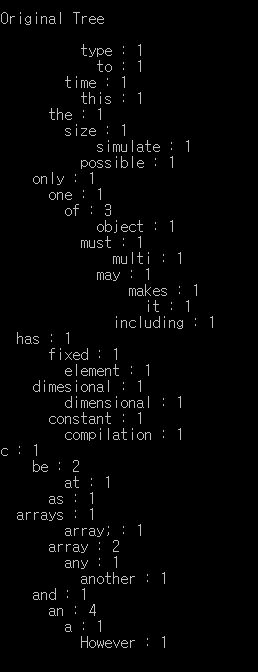 Original Tree
type : 1
to : 1
time : 1
this : 1
the : 1
size : 1
simulate : 1
possible : 1
only : 1
one : 1
of : 3
object : 1
must : 1
multi : 1
may : 1
makes : 1
it : 1
including : 1
has : 1
fixed : 1
element : 1
dimesional : 1
dimensional : 1
constant : 1
compilation : 1
c : 1
be : 2
at : 1
as : 1
arrays : 1
array; : 1
array : 2
any : 1
another : 1
and : 1
an : 4
a : 1
However : 1